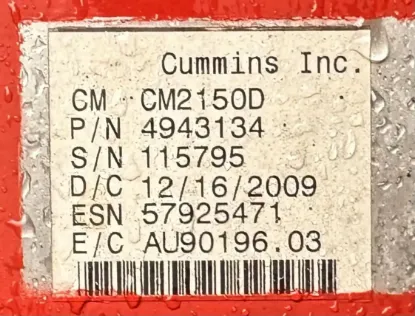 Cummins Inc.
CM CM2150D
P/N 4943134
S/N 115795
D/C 12/16/2009
ESN 57925471
E/C AU90196.03